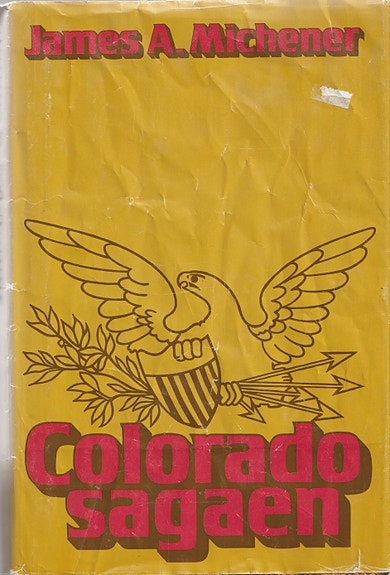 James A. Michener
Colorado
sagaen